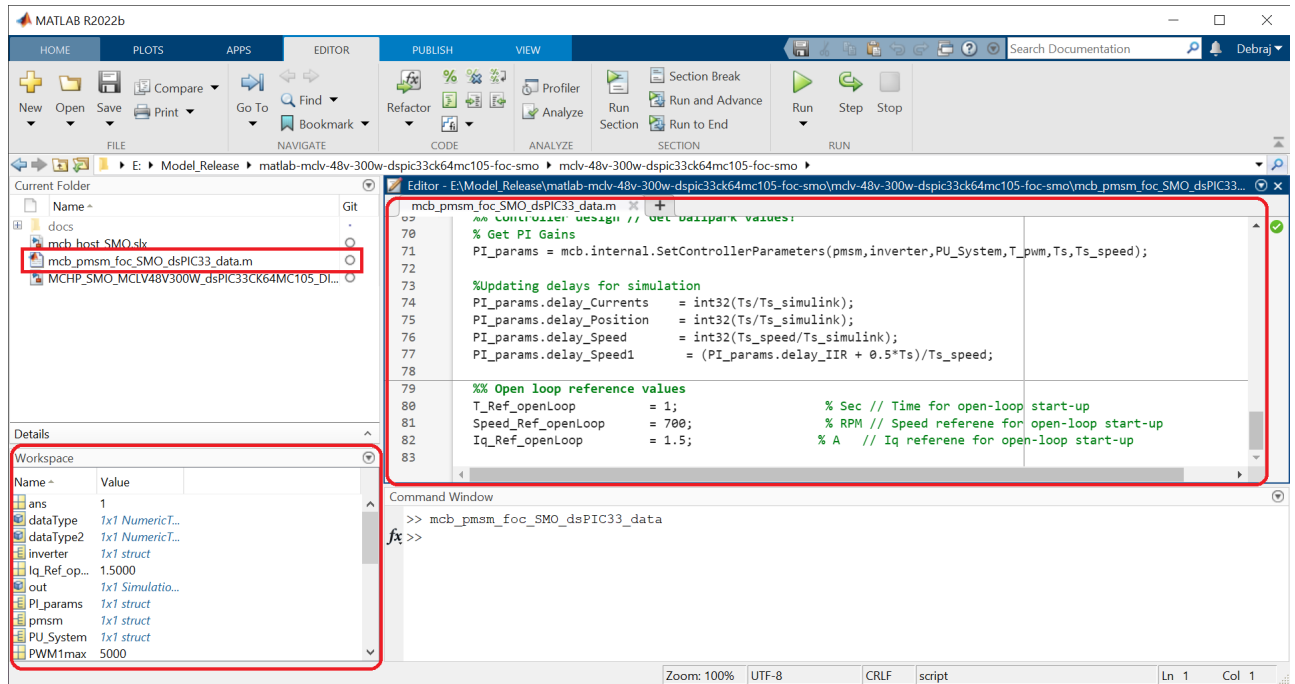 MATLAB R2022b
HOME PLOTS APPS EDITOR PUBLISH VIEW Search Documentation Debraj
New Open Save Compare Print
FILE
Go To Find Bookmark
NAVIGATE
Refactor
CODE
Profiler
Analyze
ANALYZE
Run Section
Section Break
Run and Advance
Run to End
SECTION
Run Step Stop
RUN
E: Model_Release matlab-mclv-48v-300w-dspic33ck64mc105-foc-smo mclv-48v-300w-dspic33ck64mc105-foc-smo
Current Folder
Name Git
docs
mcb_host_SMO.slx
mcb_pmsm_foc_SMO_dsPIC33_data.m
MCHP_SMO_MCLV48V300W_dsPIC33CK64MC105_DI...
Details
Workspace
Name Value
ans 1
dataType 1x1 NumericT...
dataType2 1x1 NumericT...
inverter 1x1 struct
Iq_Ref_op... 1.5000
out 1x1 Simulatio...
PI_params 1x1 struct
pmsm 1x1 struct
PU_System 1x1 struct
PWM1max 5000
Editor - E:\Model_Release\matlab-mclv-48v-300w-dspic33ck64mc105-foc-smo\mclv-48v-300w-dspic33ck64mc105-foc-smo\mcb_pmsm_foc_SMO_dsPIC33...
mcb_pmsm_foc_SMO_dsPIC33_data.m
69 %% Controller design // Get ballpark values!
70 % Get PI Gains
71 PI_params = mcb.internal.SetControllerParameters(pmsm,inverter,PU_System,T_pwm,Ts,Ts_speed);
72
73 %Updating delays for simulation
74 PI_params.delay_Currents = int32(Ts/Ts_simulink);
75 PI_params.delay_Position = int32(Ts/Ts_simulink);
76 PI_params.delay_Speed = int32(Ts_speed/Ts_simulink);
77 PI_params.delay_Speed1 = (PI_params.delay_IIR + 0.5*Ts)/Ts_speed;
78
79 %% Open loop reference values
80 T_Ref_openLoop = 1; % Sec // Time for open-loop start-up
81 Speed_Ref_openLoop = 700; % RPM // Speed referene for open-loop start-up
82 Iq_Ref_openLoop = 1.5; % A // Iq referene for open-loop start-up
83
Command Window
>> mcb_pmsm_foc_SMO_dsPIC33_data
fx >>
Zoom: 100% UTF-8 CRLF script Ln 1 Col 1